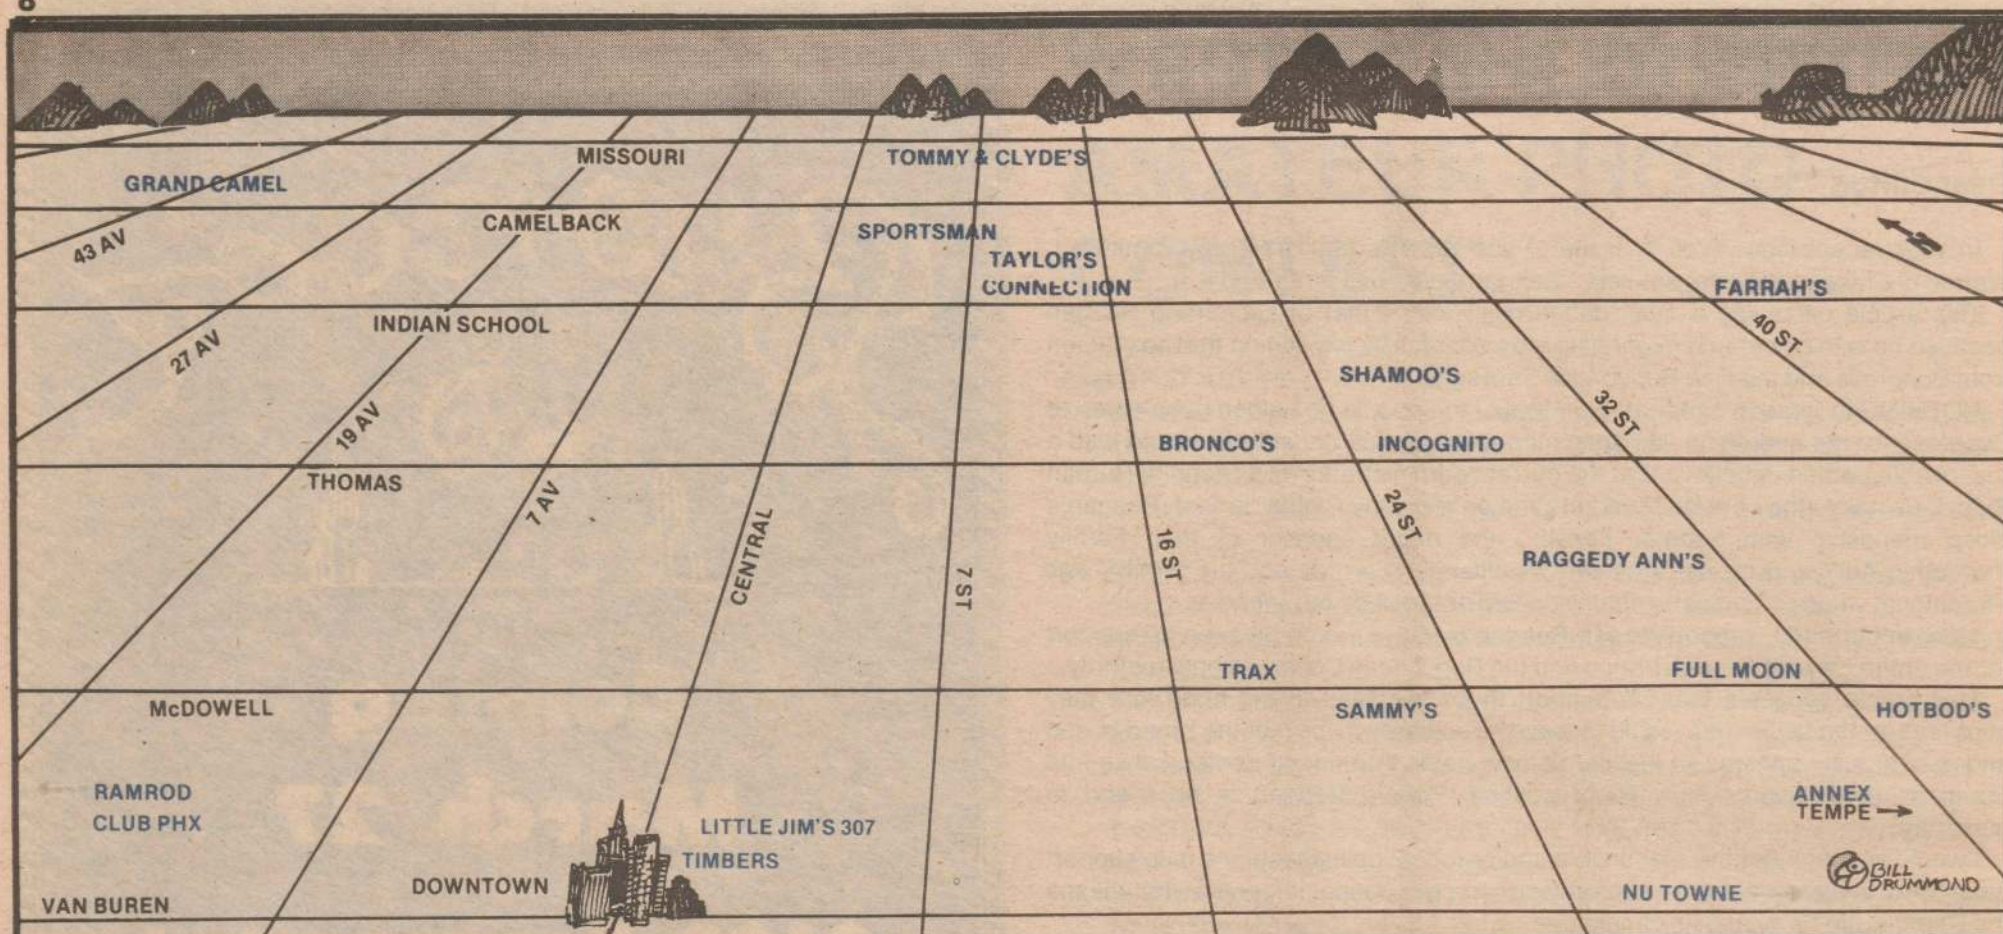 MISSOURI
TOMMY & CLYDE'S
GRAND CAMEL
CAMELBACK
SPORTSMAN
43 AV
TAYLOR'S
CONNECTION
N
FARRAH'S
INDIAN SCHOOL
27 AV
40 ST
SHAMOO'S
19 AV
32 ST
BRONCO'S
INCOGNITO
THOMAS
7 AV
CENTRAL
7 ST
16 ST
24 ST
RAGGEDY ANN'S
TRAX
FULL MOON
McDOWELL
SAMMY'S
HOTBOD'S
RAMROD
CLUB PHX
ANNEX
TEMPE
LITTLE JIM'S 307
TIMBERS
DOWNTOWN
BILL
DRUMMOND
VAN BUREN
NU TOWNE